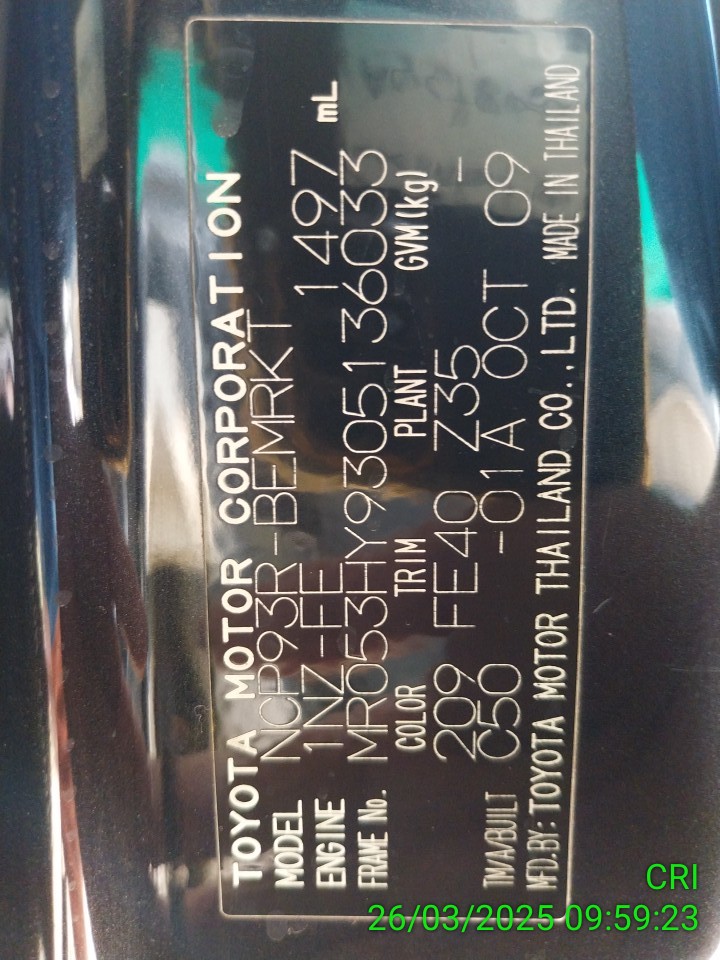 TOYOTA MOTOR CORPORATION
MODEL NCP93R-BEMRKT
ENGINE 1NZ-FE 1497 mL
FRAME No. MR053HY9305136033
COLOR TRIM PLANT GVM(kg)
209 FE40 Z35 -
TM/A/BUILT C50 -01A OCT 09
MFD.BY: TOYOTA MOTOR THAILAND CO.,LTD. MADE IN THAILAND
CRI
26/03/2025 09:59:23